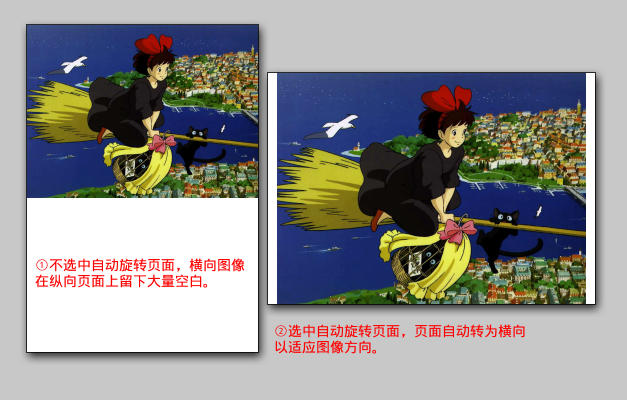 ①不选中自动旋转页面，横向图像
在纵向页面上留下大量空白。
②选中自动旋转页面，页面自动转为横向
以适应图像方向。